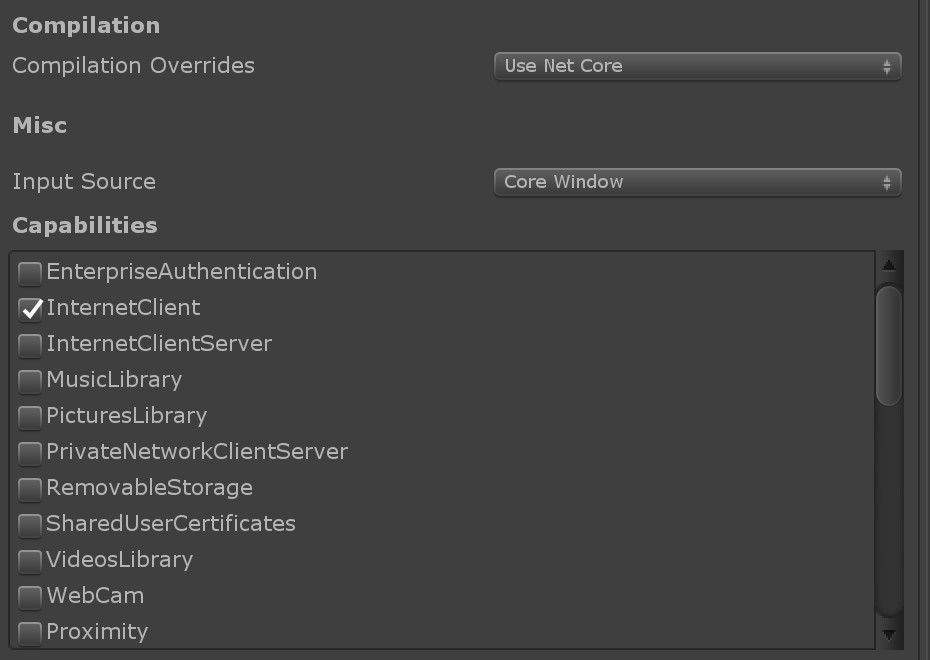 Compilation
Compilation Overrides Use Net Core
Misc
Input Source Core Window
Capabilities
EnterpriseAuthentication
InternetClient
InternetClientServer
MusicLibrary
PicturesLibrary
PrivateNetworkClientServer
RemovableStorage
SharedUserCertificates
VideosLibrary
WebCam
Proximity